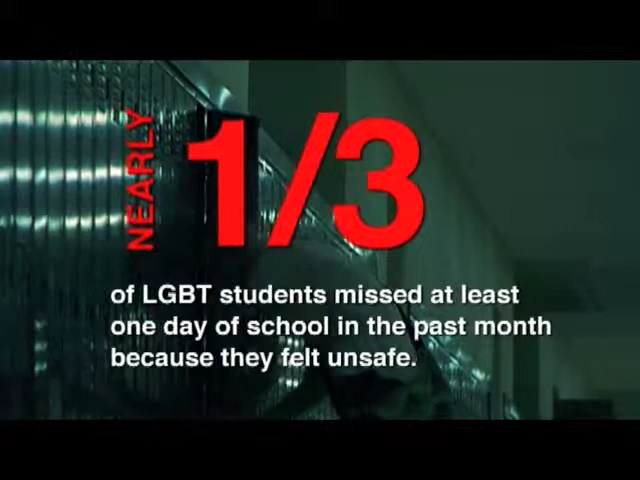 NEARLY
1/3
of LGBT students missed at least
one day of school in the past month
because they felt unsafe.